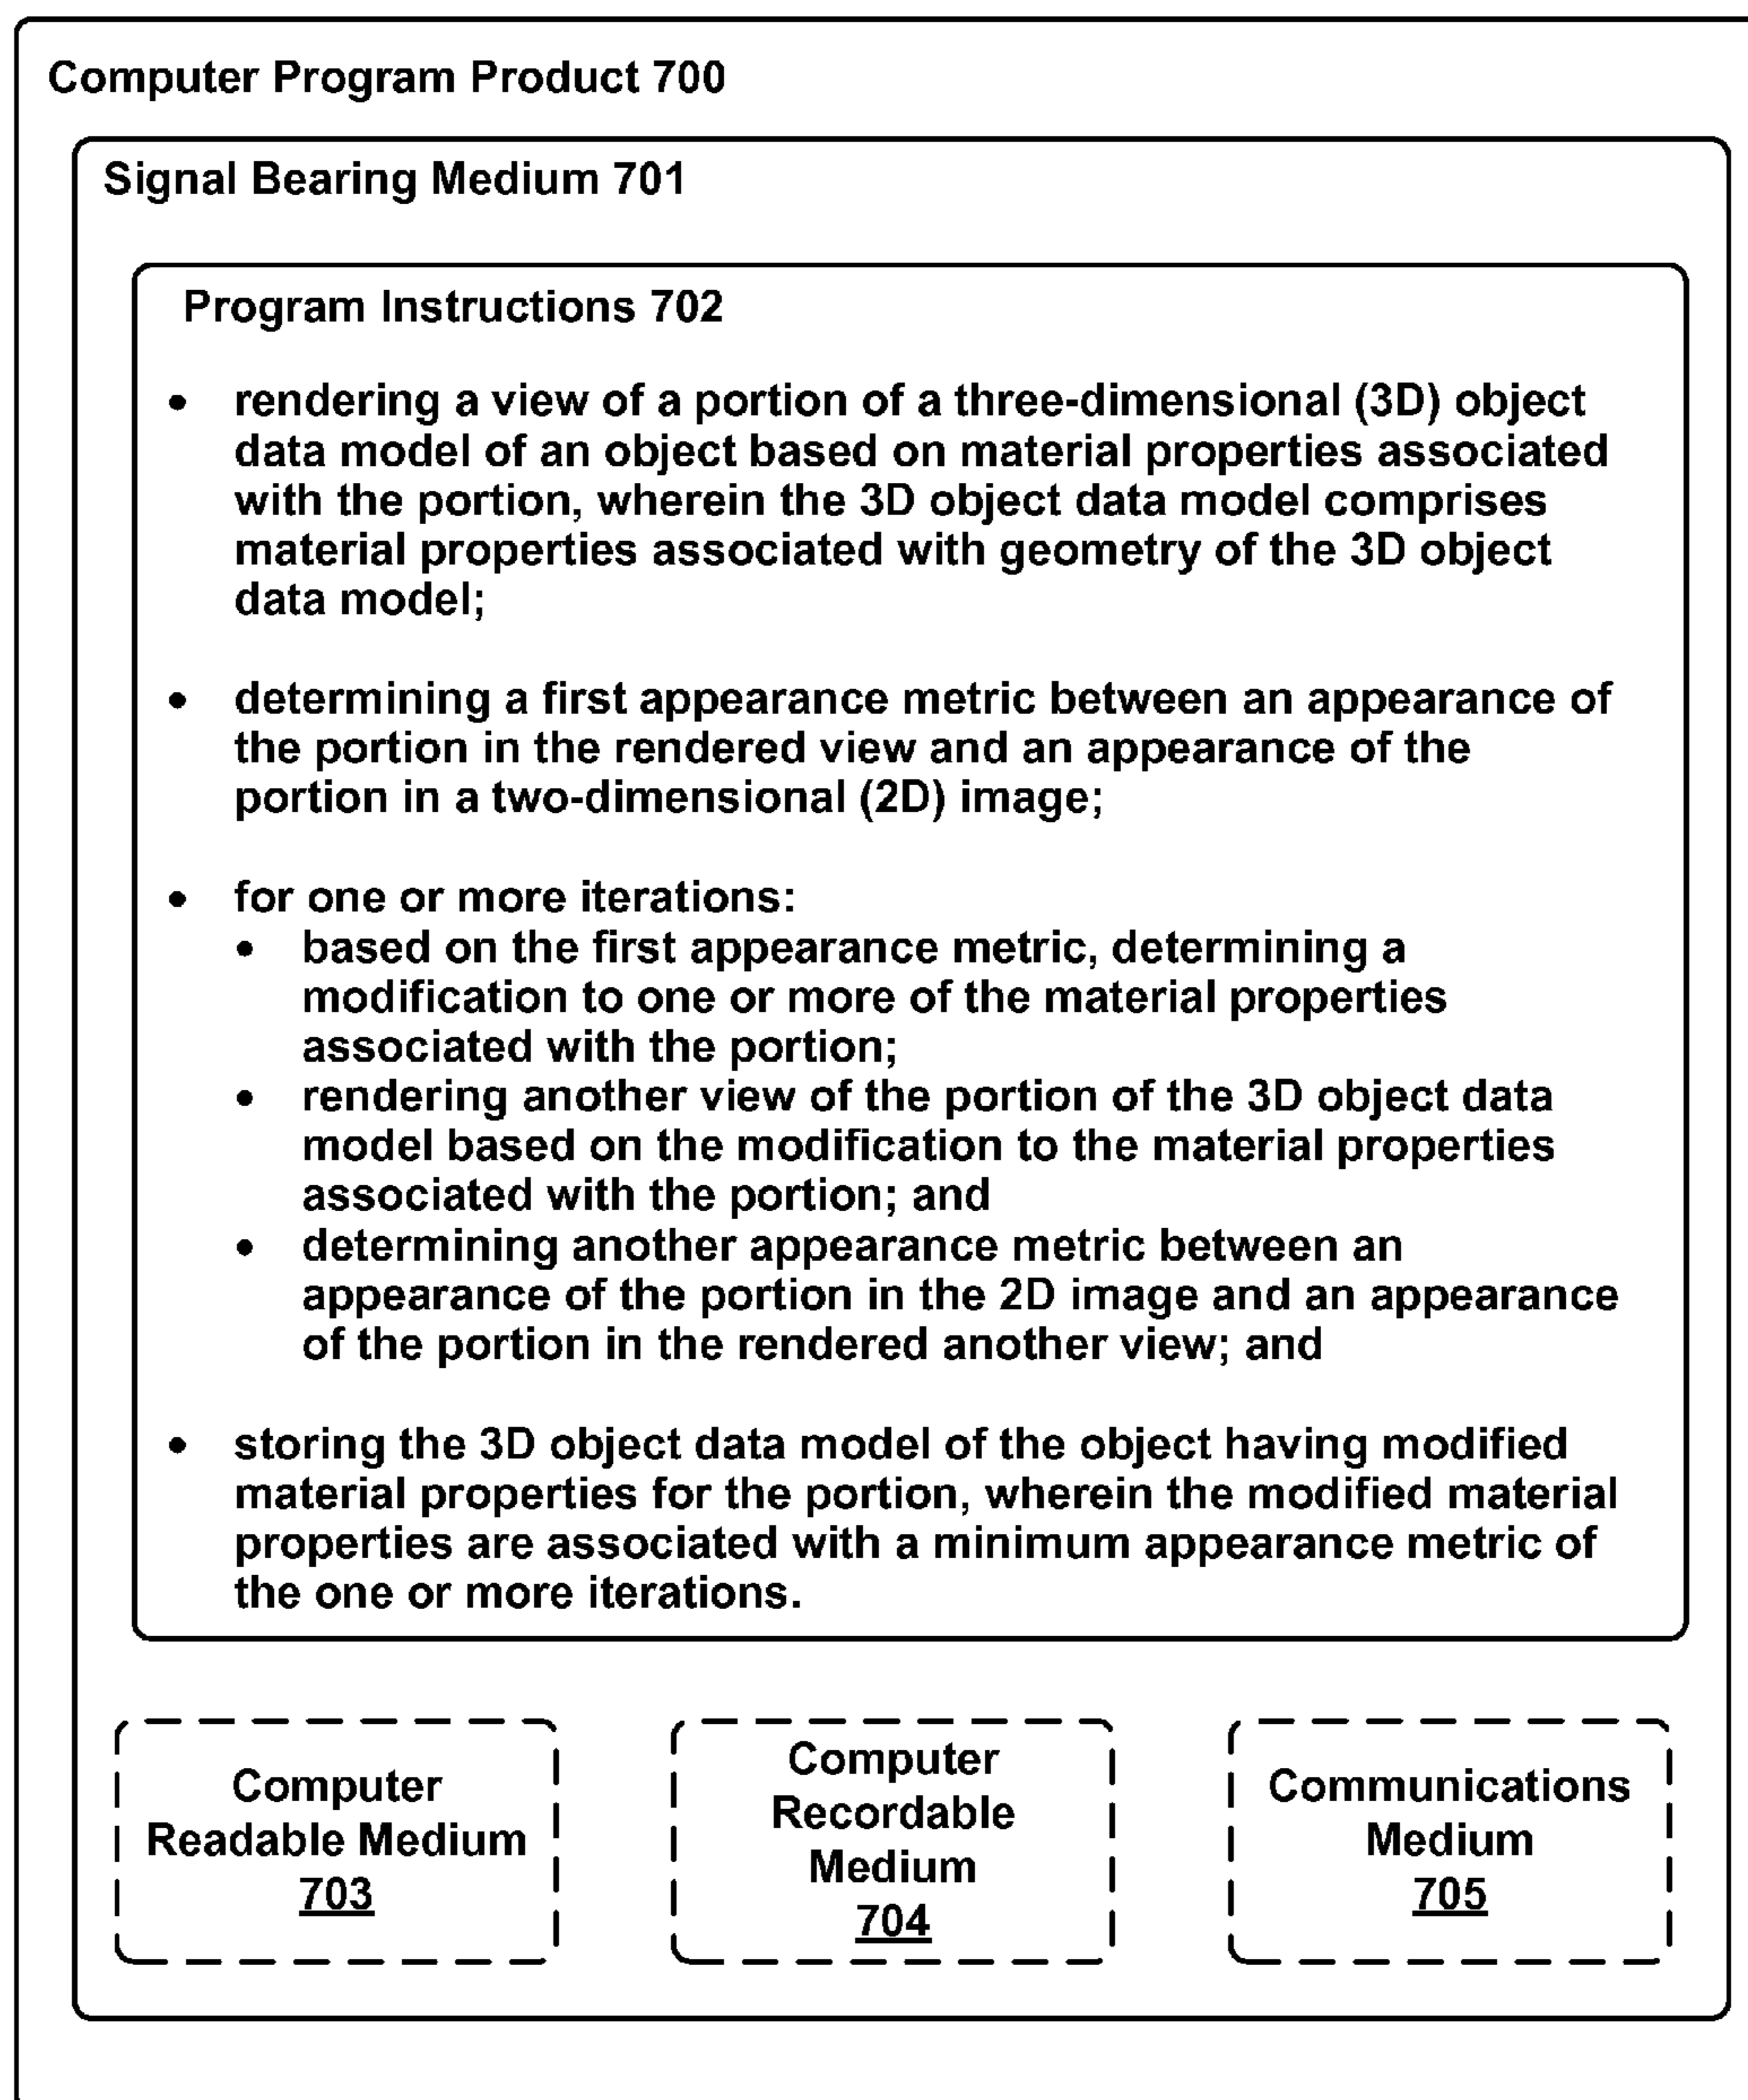 Computer Program Product 700
Signal Bearing Medium 701
Program Instructions 702
• rendering a view of a portion of a three-dimensional (3D) object
data model of an object based on material properties associated
with the portion, wherein the 3D object data model comprises
material properties associated with geometry of the 3D object
data model;
• determining a first appearance metric between an appearance of
the portion in the rendered view and an appearance of the
portion in a two-dimensional (2D) image;
• for one or more iterations:
• based on the first appearance metric, determining a
modification to one or more of the material properties
associated with the portion;
• rendering another view of the portion of the 3D object data
model based on the modification to the material properties
associated with the portion; and
• determining another appearance metric between an
appearance of the portion in the 2D image and an appearance
of the portion in the rendered another view; and
• storing the 3D object data model of the object having modified
material properties for the portion, wherein the modified material
properties are associated with a minimum appearance metric of
the one or more iterations.
Computer
Readable Medium
703
Computer
Recordable
Medium
704
Communications
Medium
705